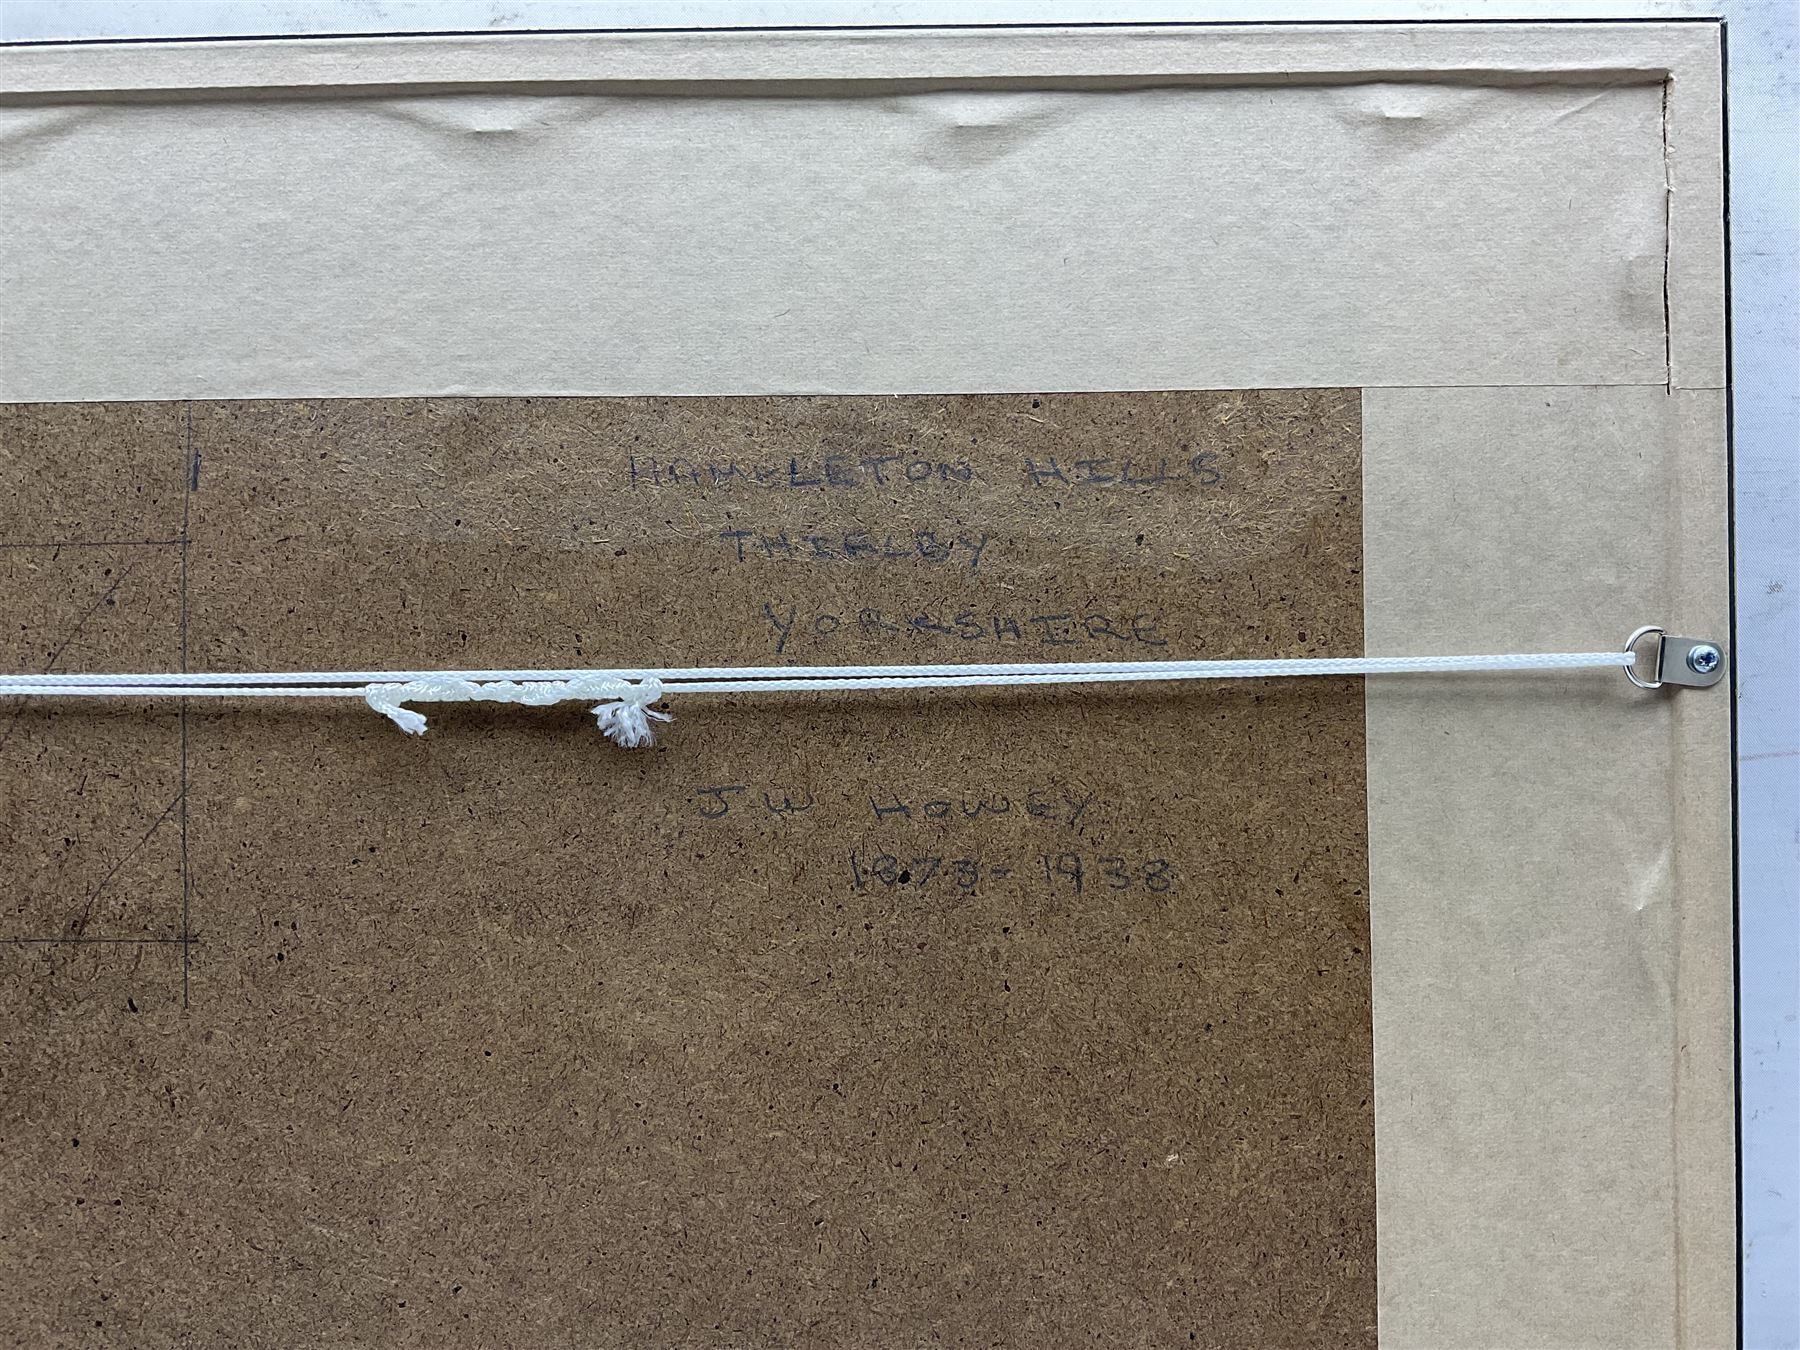 HAMBLETON HILLS
THIRLBY
YORKSHIRE
J W HOWEY
1873-1938